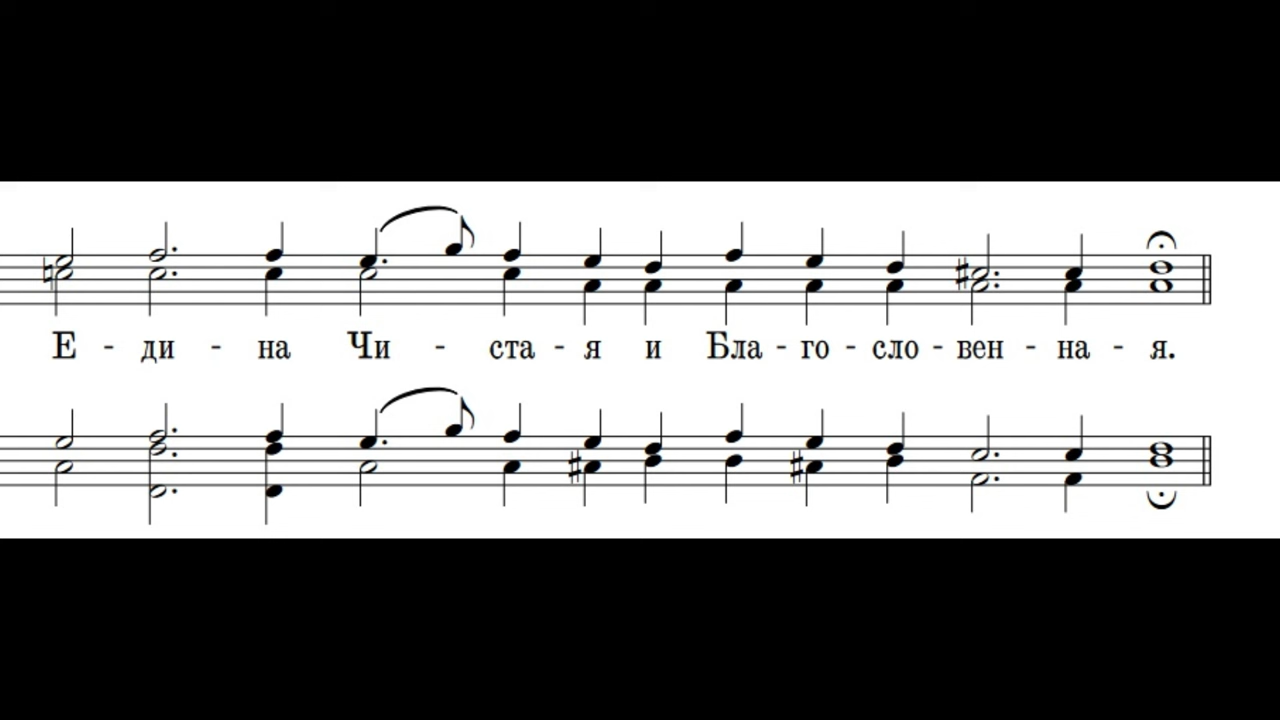 Е - ди - на Чи - ста - я и Бла - го - сло - вен - на - я.